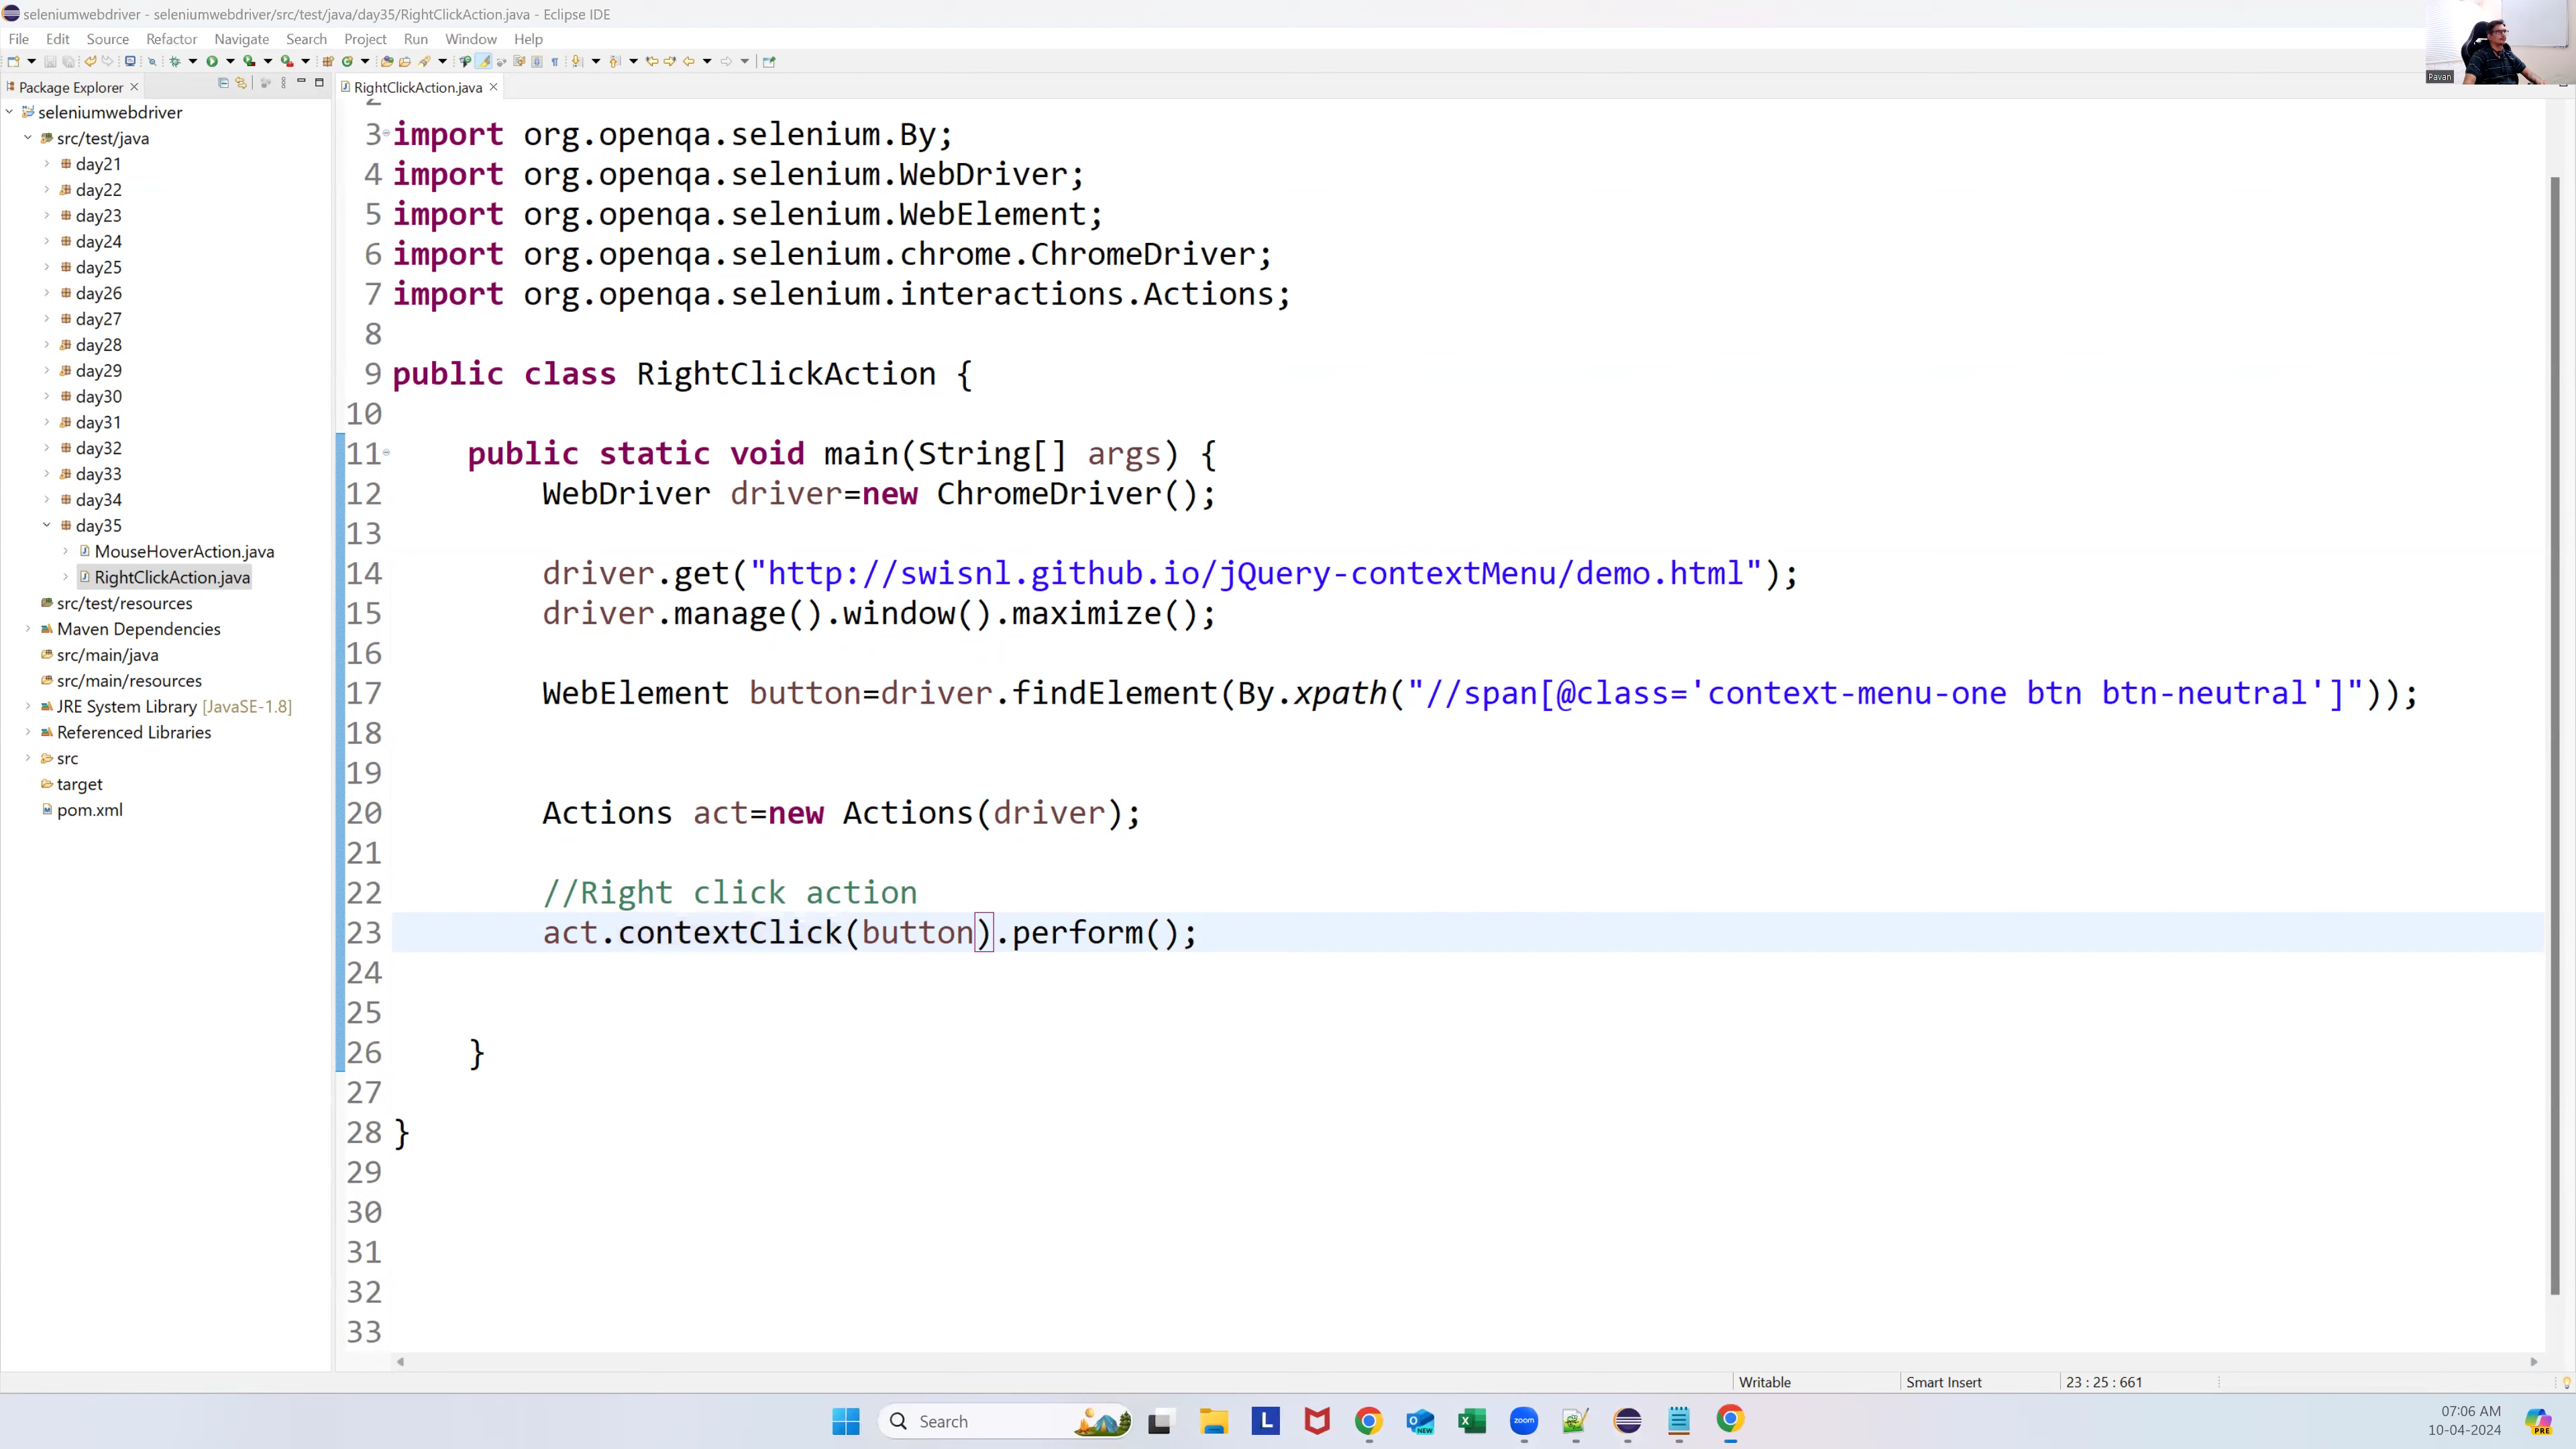 seleniumwebdriver - seleniumwebdriver/src/test/java/day35/RightClickAction.java - Eclipse IDE
File Edit Source Refactor Navigate Search Project Run Window Help
Pavan
Package Explorer
RightClickAction.java
seleniumwebdriver
src/test/java
day21
day22
day23
day24
day25
day26
day27
day28
day29
day30
day31
day32
day33
day34
day35
MouseHoverAction.java
RightClickAction.java
src/test/resources
Maven Dependencies
src/main/java
src/main/resources
JRE System Library [JavaSE-1.8]
Referenced Libraries
src
target
pom.xml
2
3 import org.openqa.selenium.By;
4 import org.openqa.selenium.WebDriver;
5 import org.openqa.selenium.WebElement;
6 import org.openqa.selenium.chrome.ChromeDriver;
7 import org.openqa.selenium.interactions.Actions;
8
9 public class RightClickAction {
10
11 public static void main(String[] args) {
12 WebDriver driver=new ChromeDriver();
13
14 driver.get("http://swisnl.github.io/jQuery-contextMenu/demo.html");
15 driver.manage().window().maximize();
16
17 WebElement button=driver.findElement(By.xpath("//span[@class='context-menu-one btn btn-neutral']"));
18
19
20 Actions act=new Actions(driver);
21
22 //Right click action
23 act.contextClick(button).perform();
24
25
26 }
27
28 }
29
30
31
32
33
Writable Smart Insert 23 : 25 : 661
Search
L
NEW
zoom
07:06 AM
10-04-2024
PRE